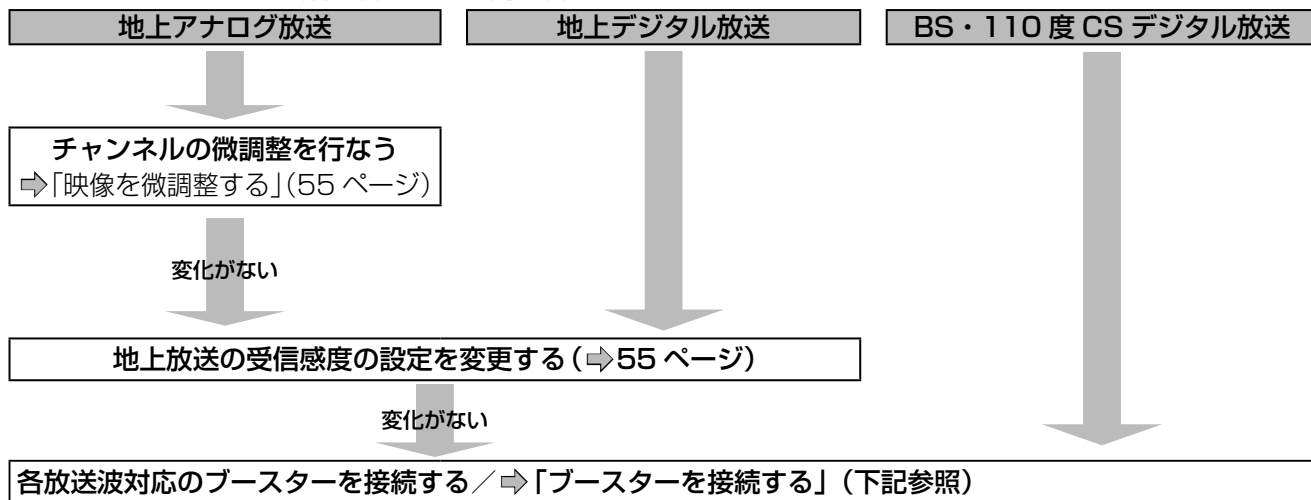 地上アナログ放送
地上デジタル放送
BS・110度CSデジタル放送
チャンネルの微調整を行なう
⇨「映像を微調整する」(55ページ)
変化がない
地上放送の受信感度の設定を変更する(⇨55ページ)
変化がない
各放送波対応のブースターを接続する/⇨「ブースターを接続する」(下記参照)